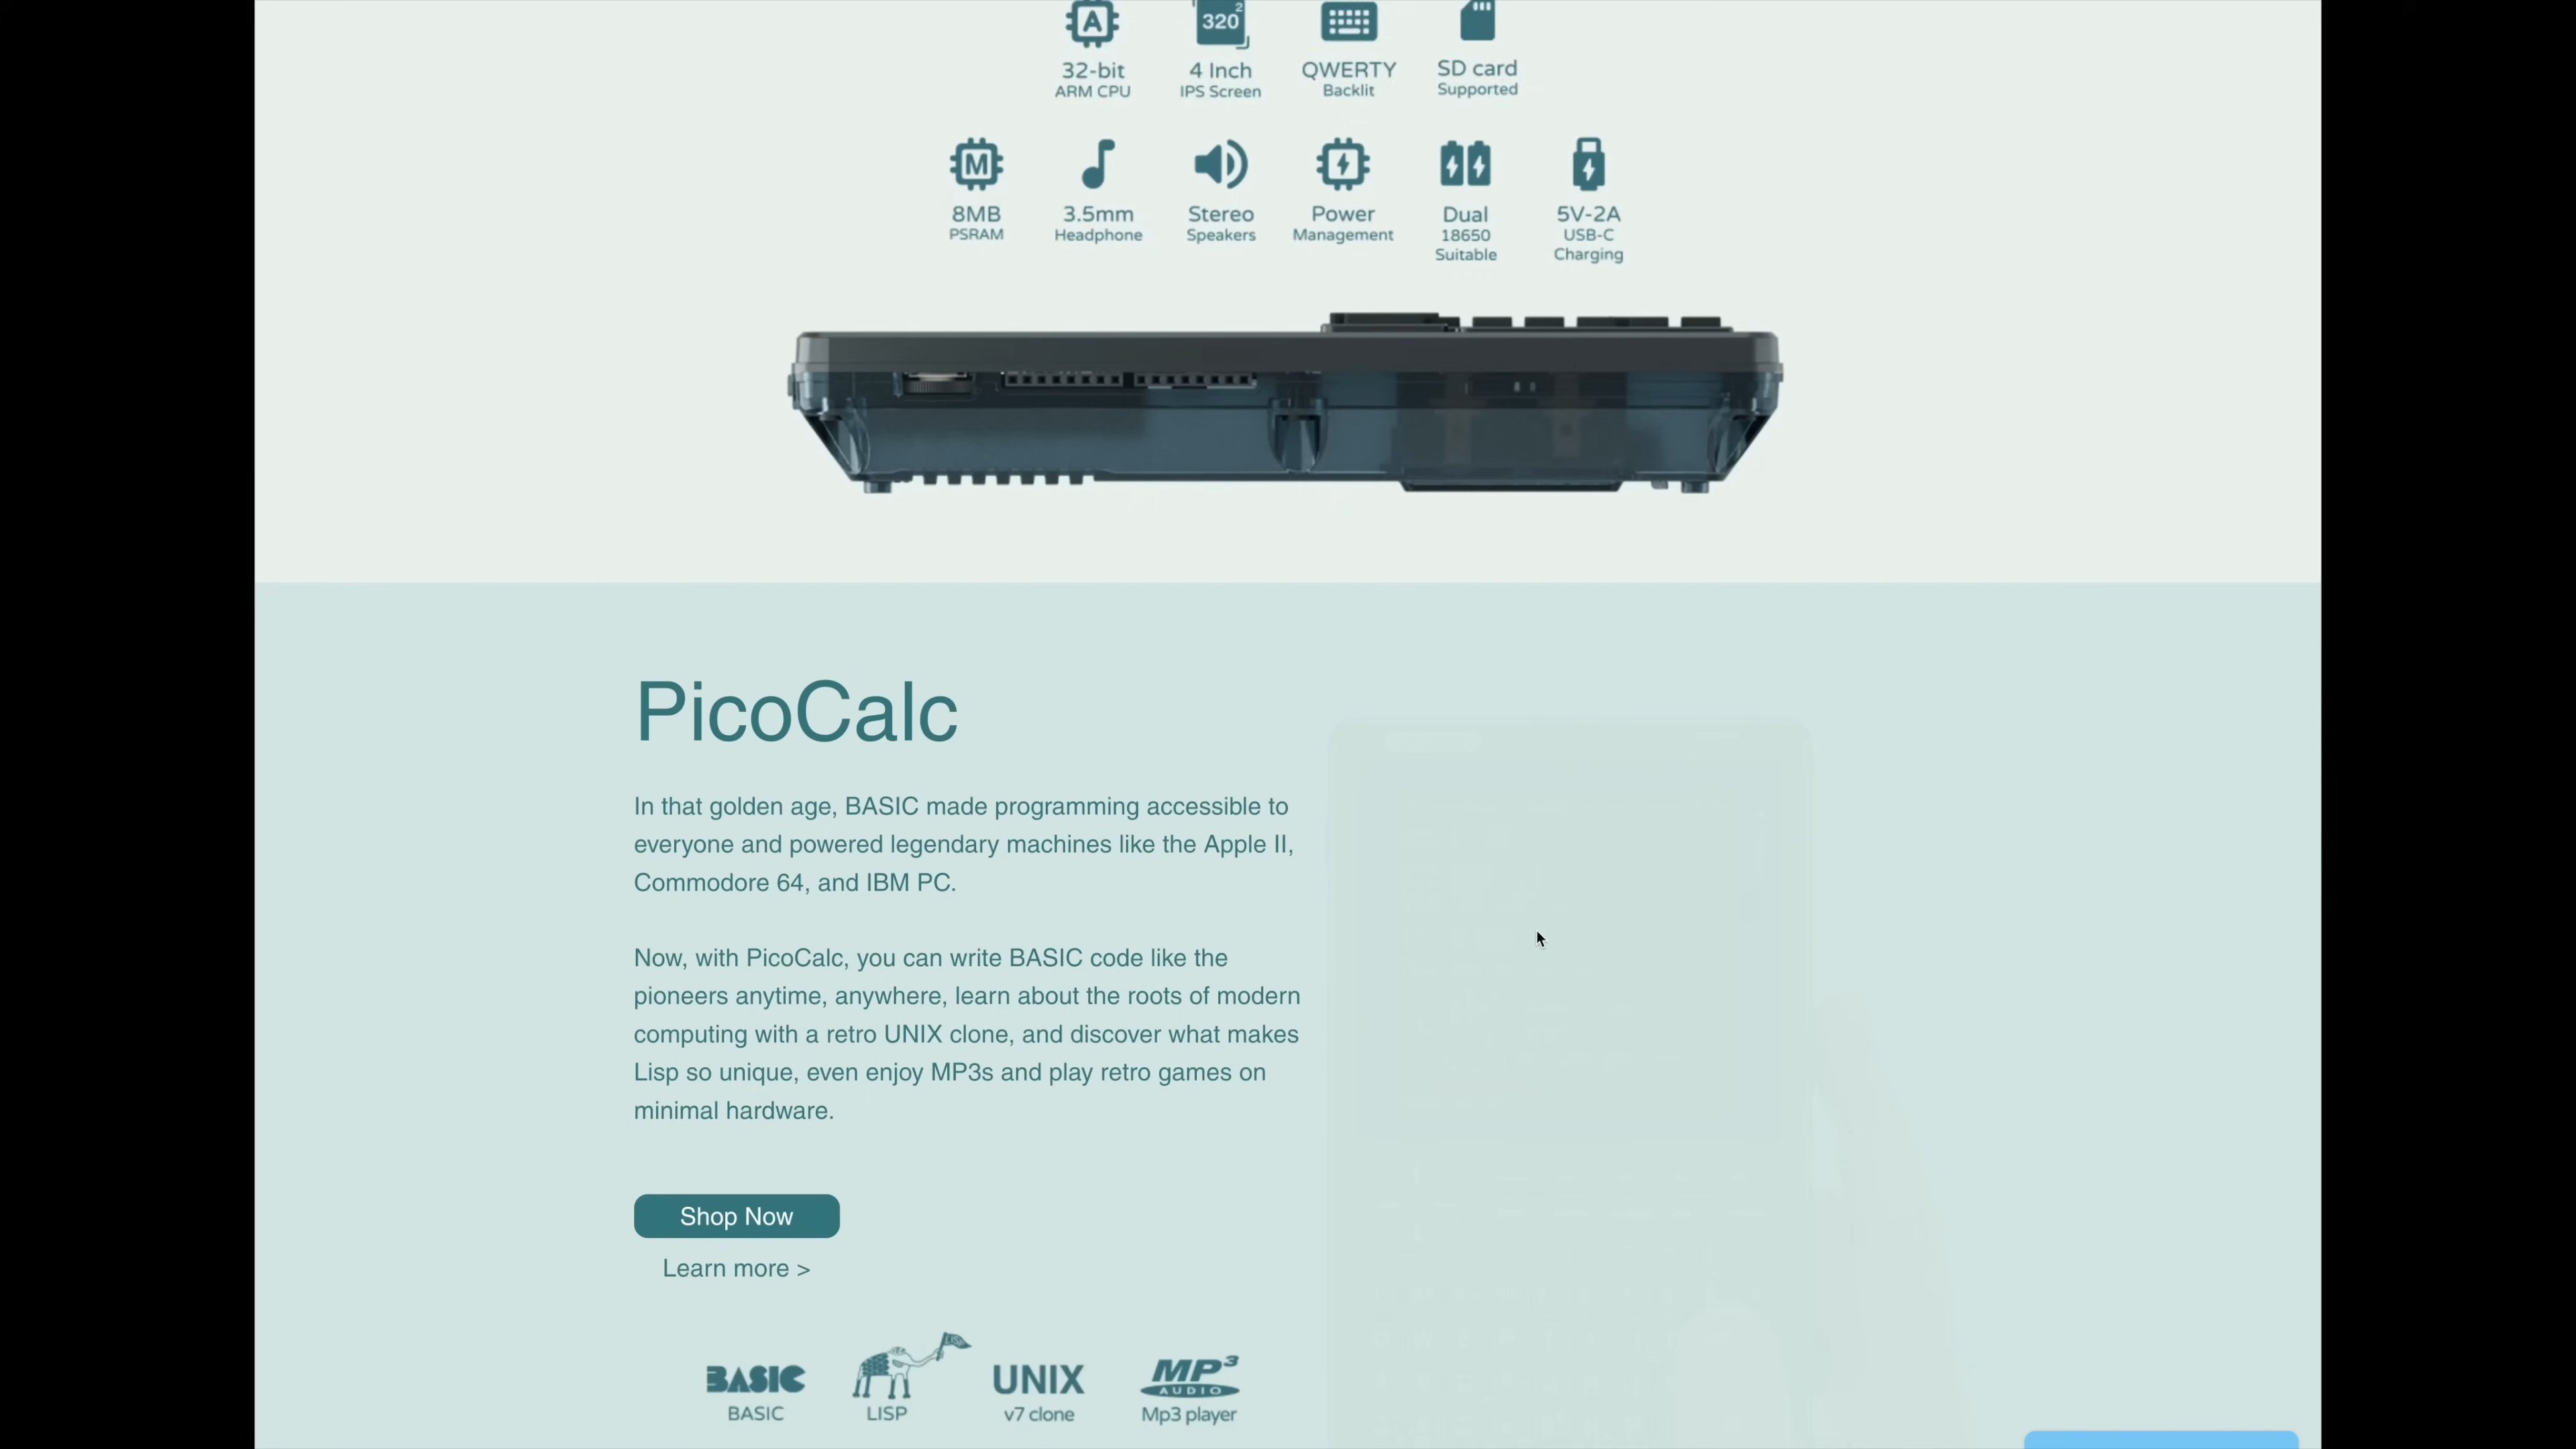 A
320
2
32-bit
ARM CPU
4 Inch
IPS Screen
QWERTY
Backlit
SD card
Supported
M
8MB
PSRAM
3.5mm
Headphone
Stereo
Speakers
Power
Management
Dual
18650
Suitable
5V-2A
USB-C
Charging
PicoCalc
In that golden age, BASIC made programming accessible to
everyone and powered legendary machines like the Apple II,
Commodore 64, and IBM PC.
Now, with PicoCalc, you can write BASIC code like the
pioneers anytime, anywhere, learn about the roots of modern
computing with a retro UNIX clone, and discover what makes
Lisp so unique, even enjoy MP3s and play retro games on
minimal hardware.
Shop Now
Learn more >
BASIC
BASIC
LISP
LISP
UNIX
v7 clone
MP3
AUDIO
Mp3 player